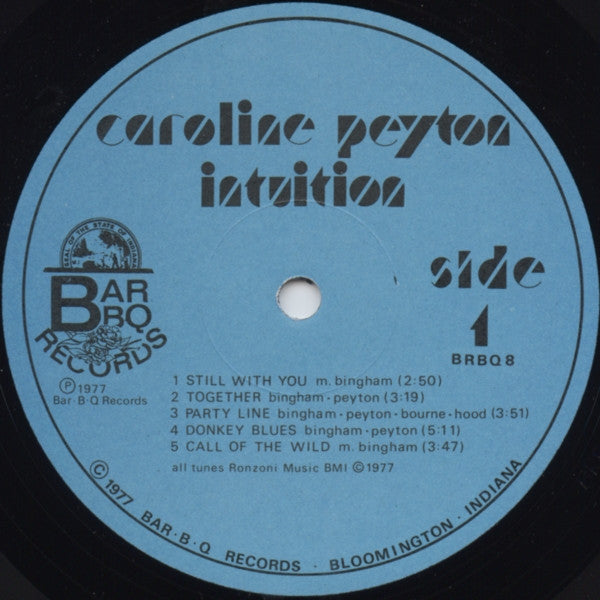 caroline peyton
intuition
SEAL OF THE STATE OF INDIANA
BAR
BBQ
RECORDS
side
1
BRBQ 8
Ⓟ 1977
Bar·B·Q Records
1 STILL WITH YOU m. bingham (2:50)
2 TOGETHER bingham·peyton (3:19)
3 PARTY LINE bingham·peyton·bourne·hood (3:51)
4 DONKEY BLUES bingham·peyton (5:11)
5 CALL OF THE WILD m. bingham (3:47)
all tunes Ronzoni Music BMI ©1977
© 1977 BAR·B·Q RECORDS · BLOOMINGTON · INDIANA